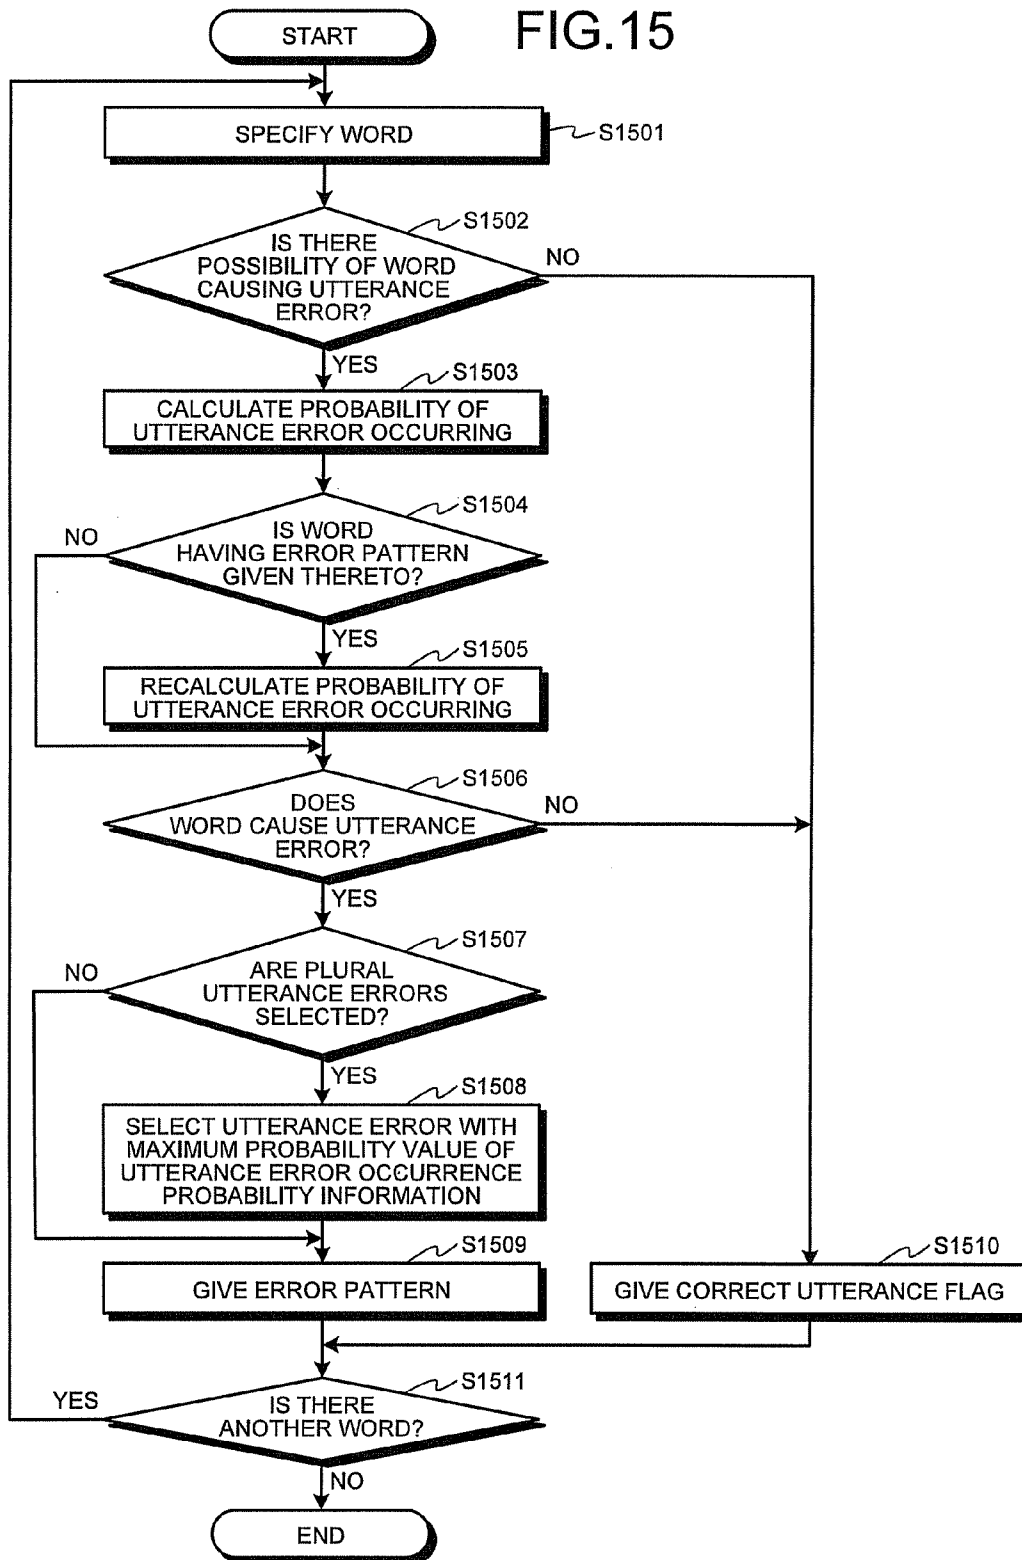 FIG.15
START
SPECIFY WORD
S1501
S1502
IS THERE
POSSIBILITY OF WORD
CAUSING UTTERANCE
ERROR?
NO
YES
S1503
CALCULATE PROBABILITY OF
UTTERANCE ERROR OCCURRING
S1504
IS WORD
HAVING ERROR PATTERN
GIVEN THERETO?
NO
YES
S1505
RECALCULATE PROBABILITY OF
UTTERANCE ERROR OCCURRING
S1506
DOES
WORD CAUSE UTTERANCE
ERROR?
NO
YES
S1507
ARE PLURAL
UTTERANCE ERRORS
SELECTED?
NO
YES
S1508
SELECT UTTERANCE ERROR WITH
MAXIMUM PROBABILITY VALUE OF
UTTERANCE ERROR OCCURRENCE
PROBABILITY INFORMATION
S1509
GIVE ERROR PATTERN
S1510
GIVE CORRECT UTTERANCE FLAG
S1511
IS THERE
ANOTHER WORD?
YES
NO
END